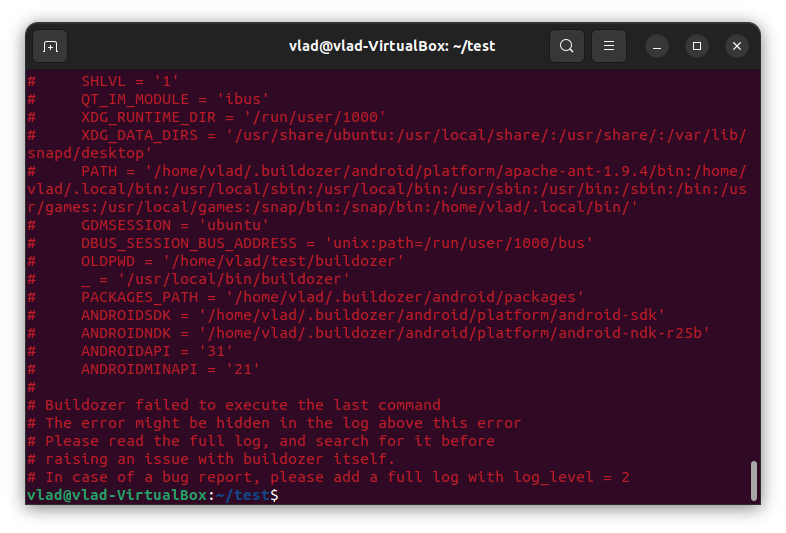 vlad@vlad-VirtualBox: ~/test
#     SHLVL = '1'
#     QT_IM_MODULE = 'ibus'
#     XDG_RUNTIME_DIR = '/run/user/1000'
#     XDG_DATA_DIRS = '/usr/share/ubuntu:/usr/local/share/:/usr/share/:/var/lib/
snapd/desktop'
#     PATH = '/home/vlad/.buildozer/android/platform/apache-ant-1.9.4/bin:/home/
vlad/.local/bin:/usr/local/sbin:/usr/local/bin:/usr/sbin:/usr/bin:/sbin:/bin:/us
r/games:/usr/local/games:/snap/bin:/snap/bin:/home/vlad/.local/bin/'
#     GDMSESSION = 'ubuntu'
#     DBUS_SESSION_BUS_ADDRESS = 'unix:path=/run/user/1000/bus'
#     OLDPWD = '/home/vlad/test/buildozer'
#     _ = '/usr/local/bin/buildozer'
#     PACKAGES_PATH = '/home/vlad/.buildozer/android/packages'
#     ANDROIDSDK = '/home/vlad/.buildozer/android/platform/android-sdk'
#     ANDROIDNDK = '/home/vlad/.buildozer/android/platform/android-ndk-r25b'
#     ANDROIDAPI = '31'
#     ANDROIDMINAPI = '21'
#
# Buildozer failed to execute the last command
# The error might be hidden in the log above this error
# Please read the full log, and search for it before
# raising an issue with buildozer itself.
# In case of a bug report, please add a full log with log_level = 2
vlad@vlad-VirtualBox:~/test$